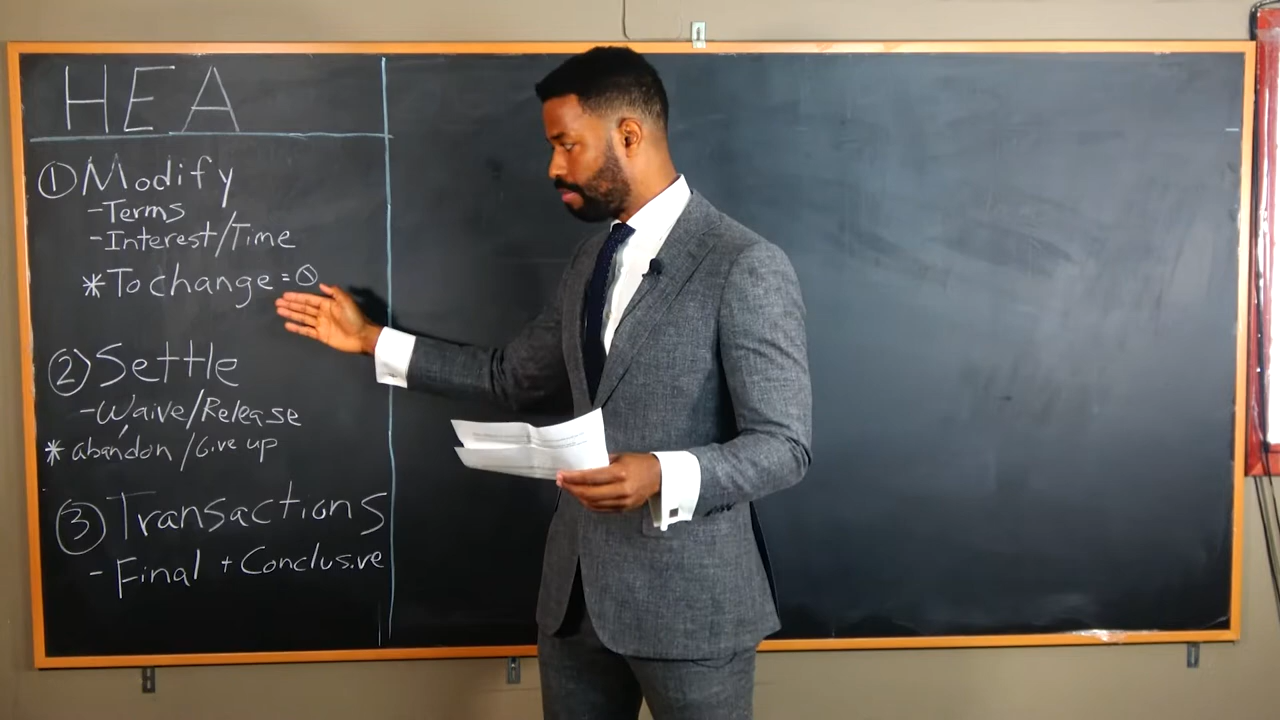 HEA
① Modify
- Terms
- Interest/Time
* To change =
② Settle
- Waive/Release
* abandon/Give up
③ Transactions
- Final + Conclusive